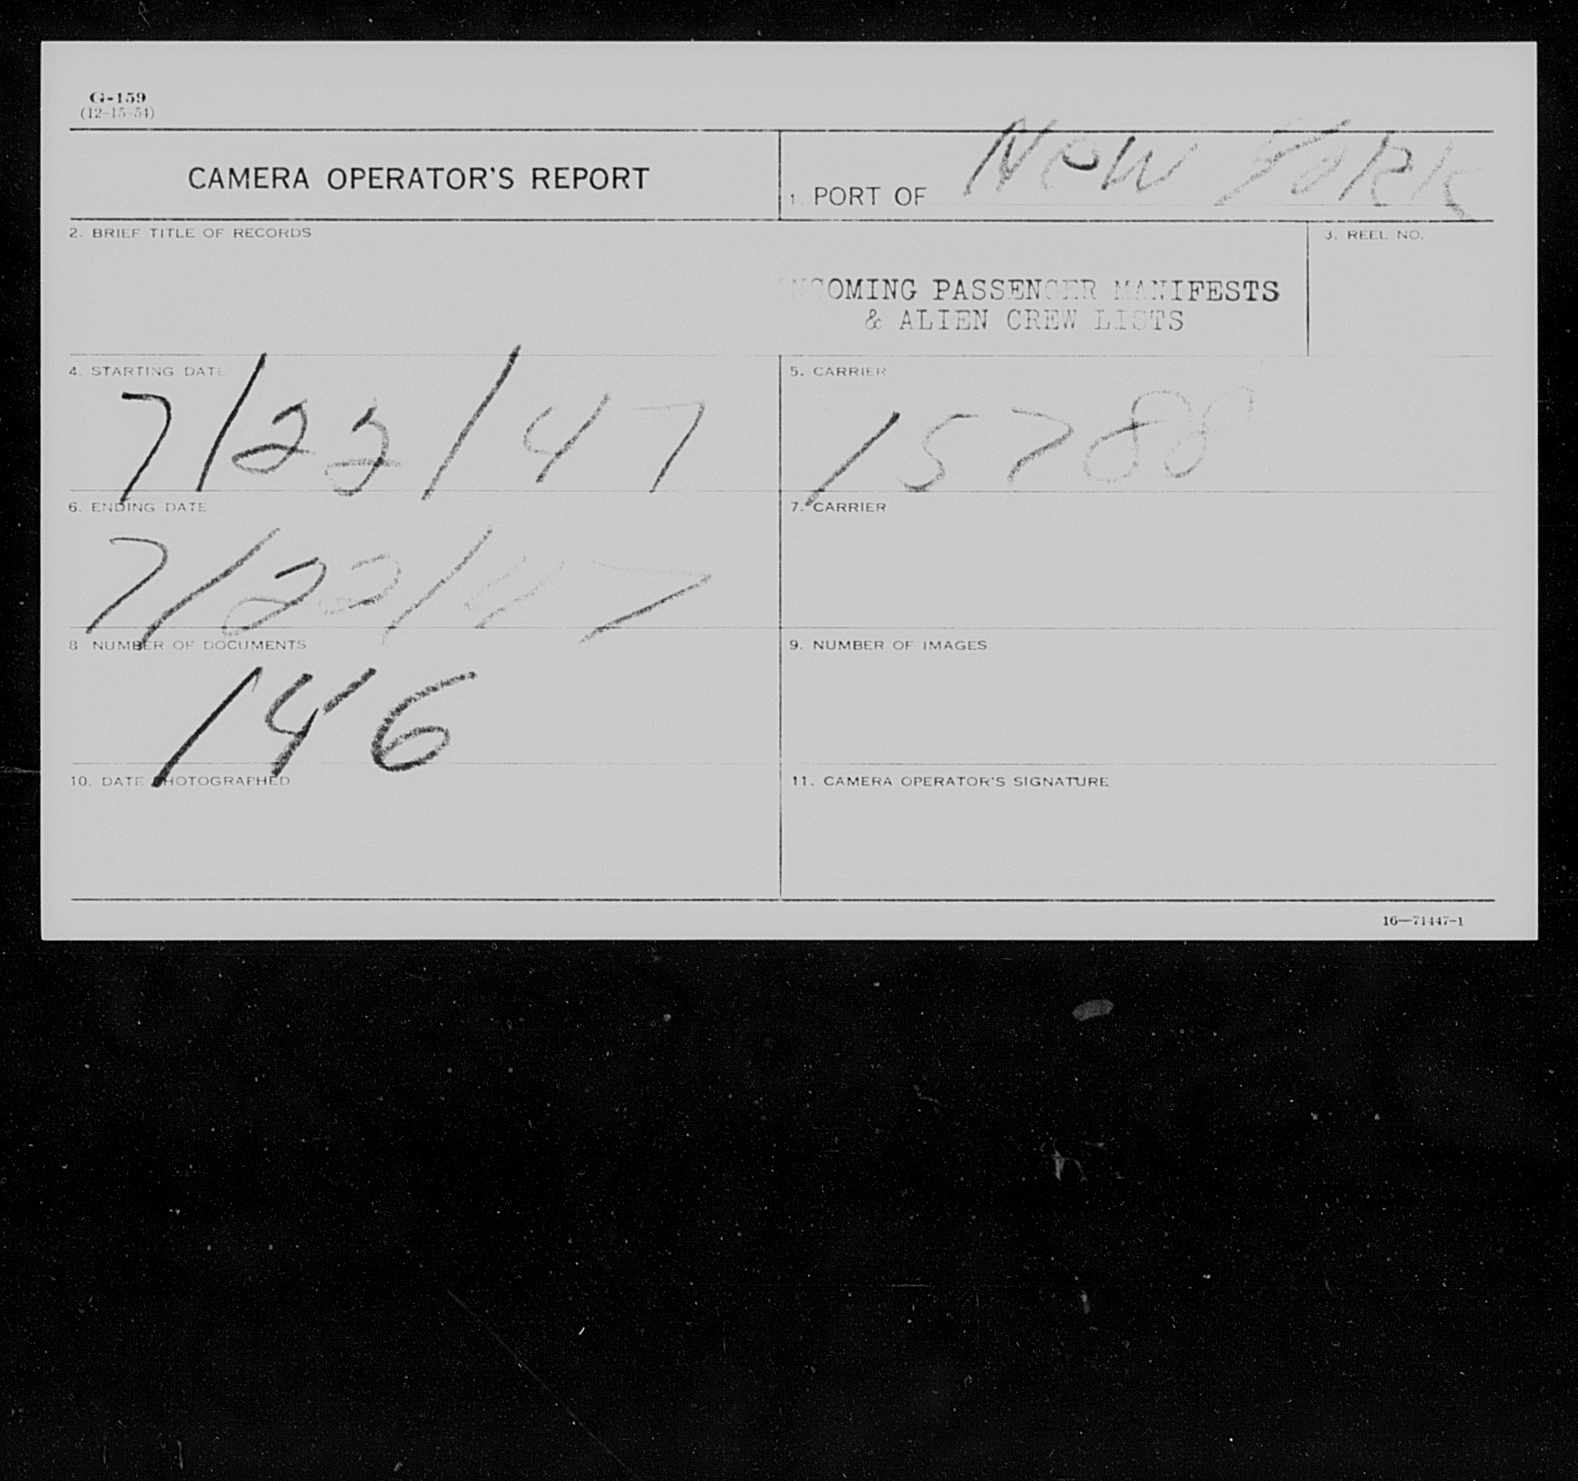 G-159
(12-15-54)
CAMERA OPERATOR'S REPORT
1. PORT OF NEW YORK
2. BRIEF TITLE OF RECORDS
INCOMING PASSENGER MANIFESTS
& ALIEN CREW LISTS
3. REEL NO.
4. STARTING DATE
7/22/47
5. CARRIER
15788
6. ENDING DATE
7/22/47
7. CARRIER
8. NUMBER OF DOCUMENTS
146
9. NUMBER OF IMAGES
10. DATE PHOTOGRAPHED
11. CAMERA OPERATOR'S SIGNATURE
16—71447-1